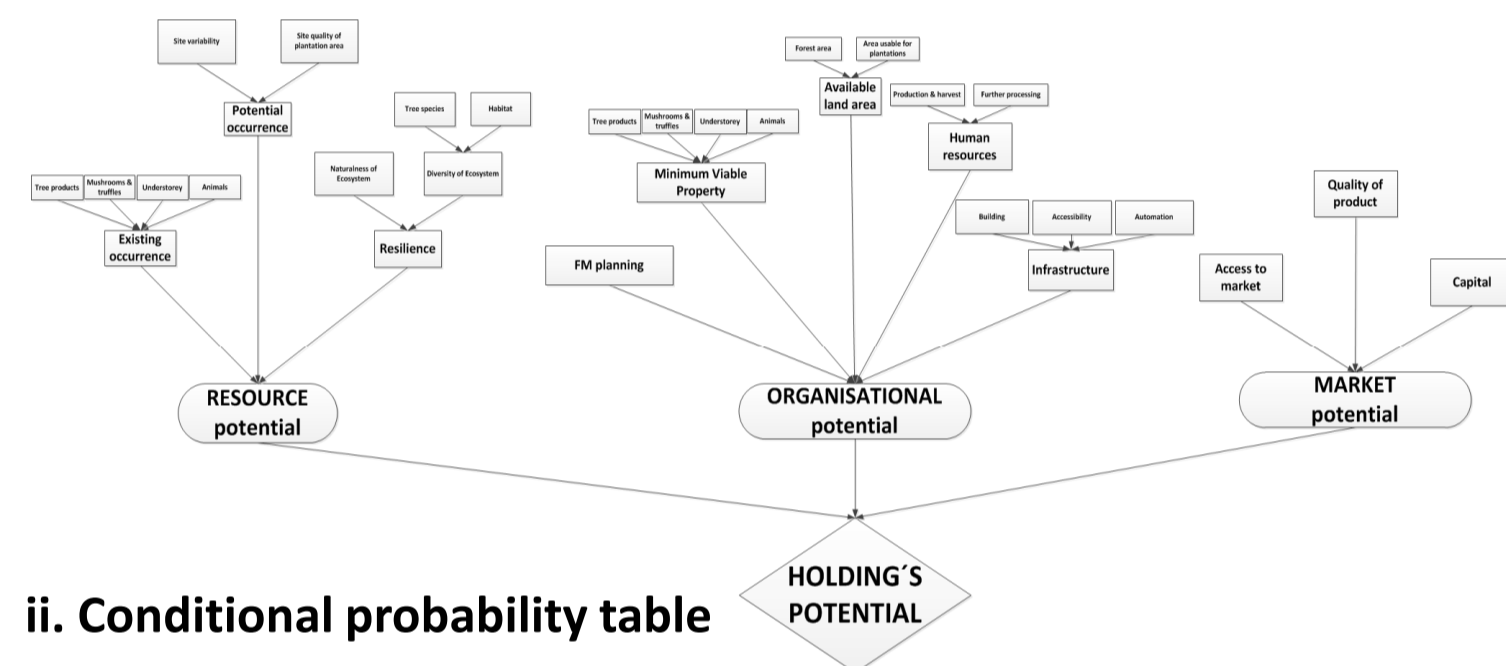 Site variability
Site quality of
plantation area
Potential
occurrence
Tree species
Habitat
Naturalness of
Ecosystem
Diversity of Ecosystem
Tree products
Mushrooms &
truffles
Understorey
Animals
Existing
occurrence
Resilience
RESOURCE
potential
Forest area
Area usable for
plantations
Available
land area
Production & harvest
Further processing
Human
resources
Tree products
Mushrooms &
truffles
Understorey
Animals
Minimum Viable
Property
FM planning
Building
Accessibility
Automation
Infrastructure
ORGANISATIONAL
potential
Quality of
product
Access to
market
Capital
MARKET
potential
HOLDING´S
POTENTIAL
ii. Conditional probability table